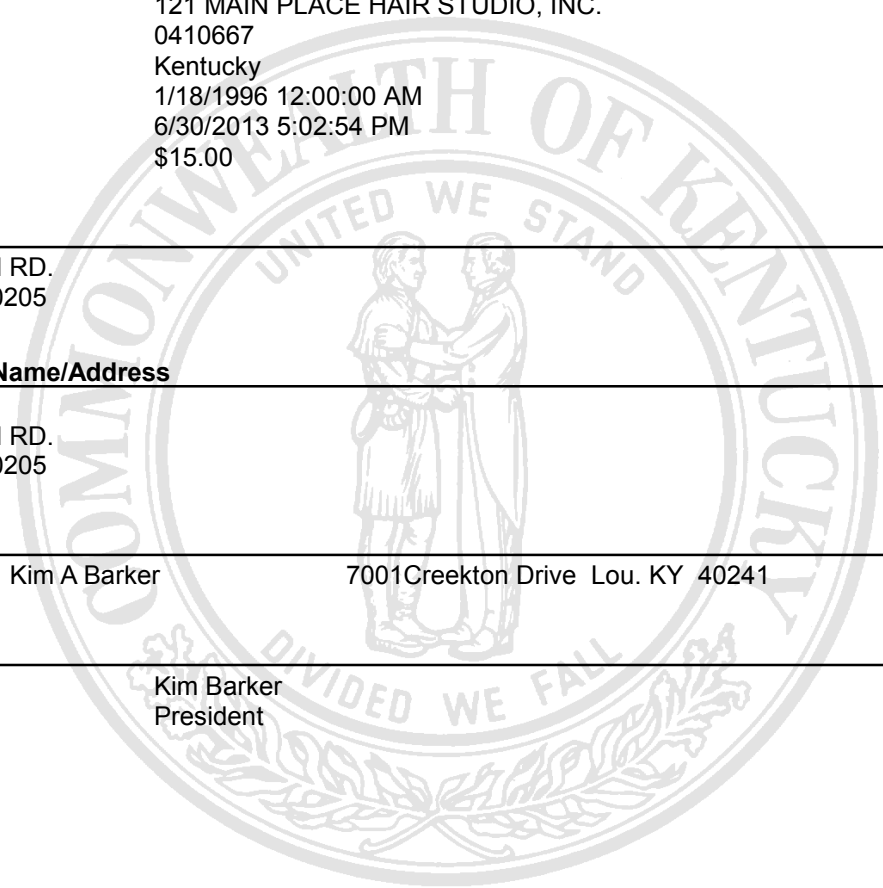 121 MAIN PLACE HAIR STUDIO, INC.
0410667
Kentucky
1/18/1996 12:00:00 AM
6/30/2013 5:02:54 PM
$15.00
RD.
0205
Name/Address
RD.
0205
Kim A Barker 7001Creekton Drive Lou. KY 40241
Kim Barker
President
COMMONWEALTH OF KENTUCKY
UNITED WE STAND
DIVIDED WE FALL